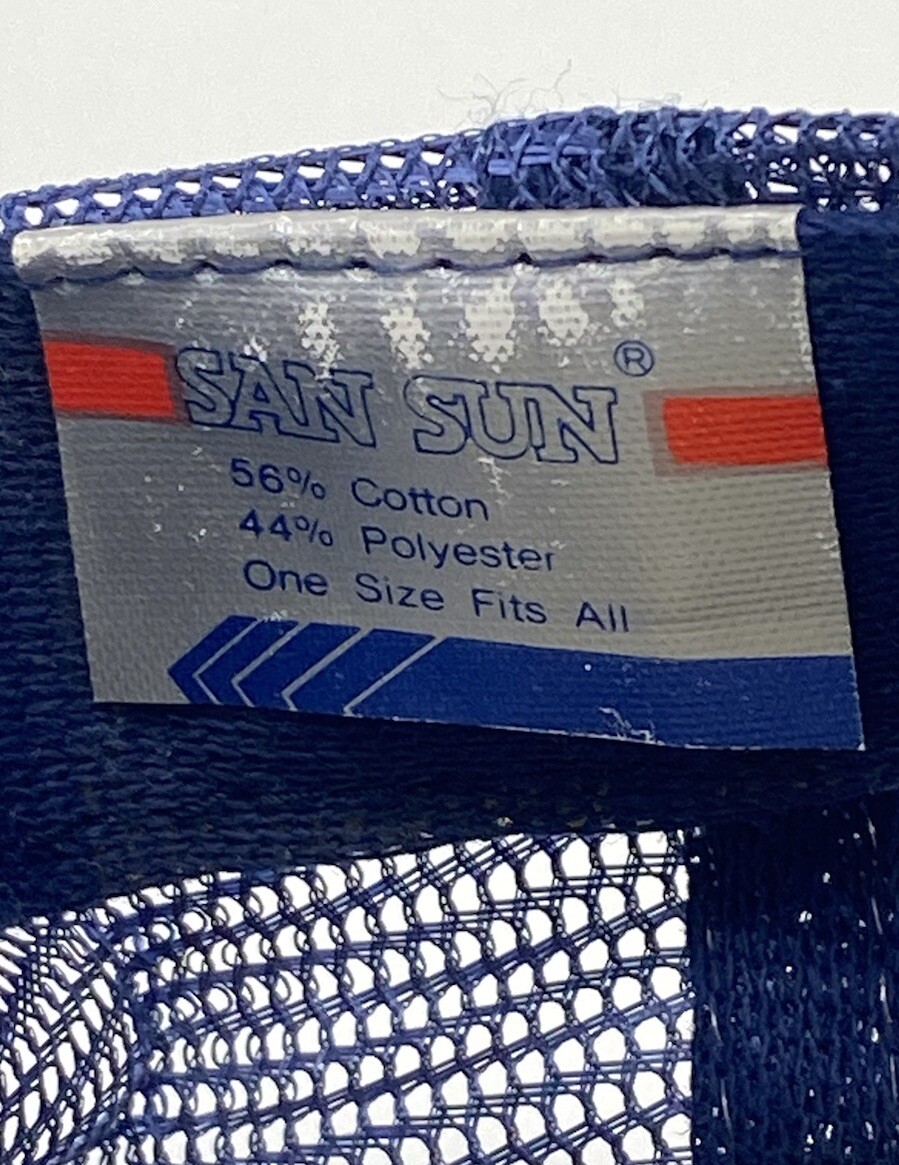 SAN SUN®
56% Cotton
44% Polyester
One Size Fits All